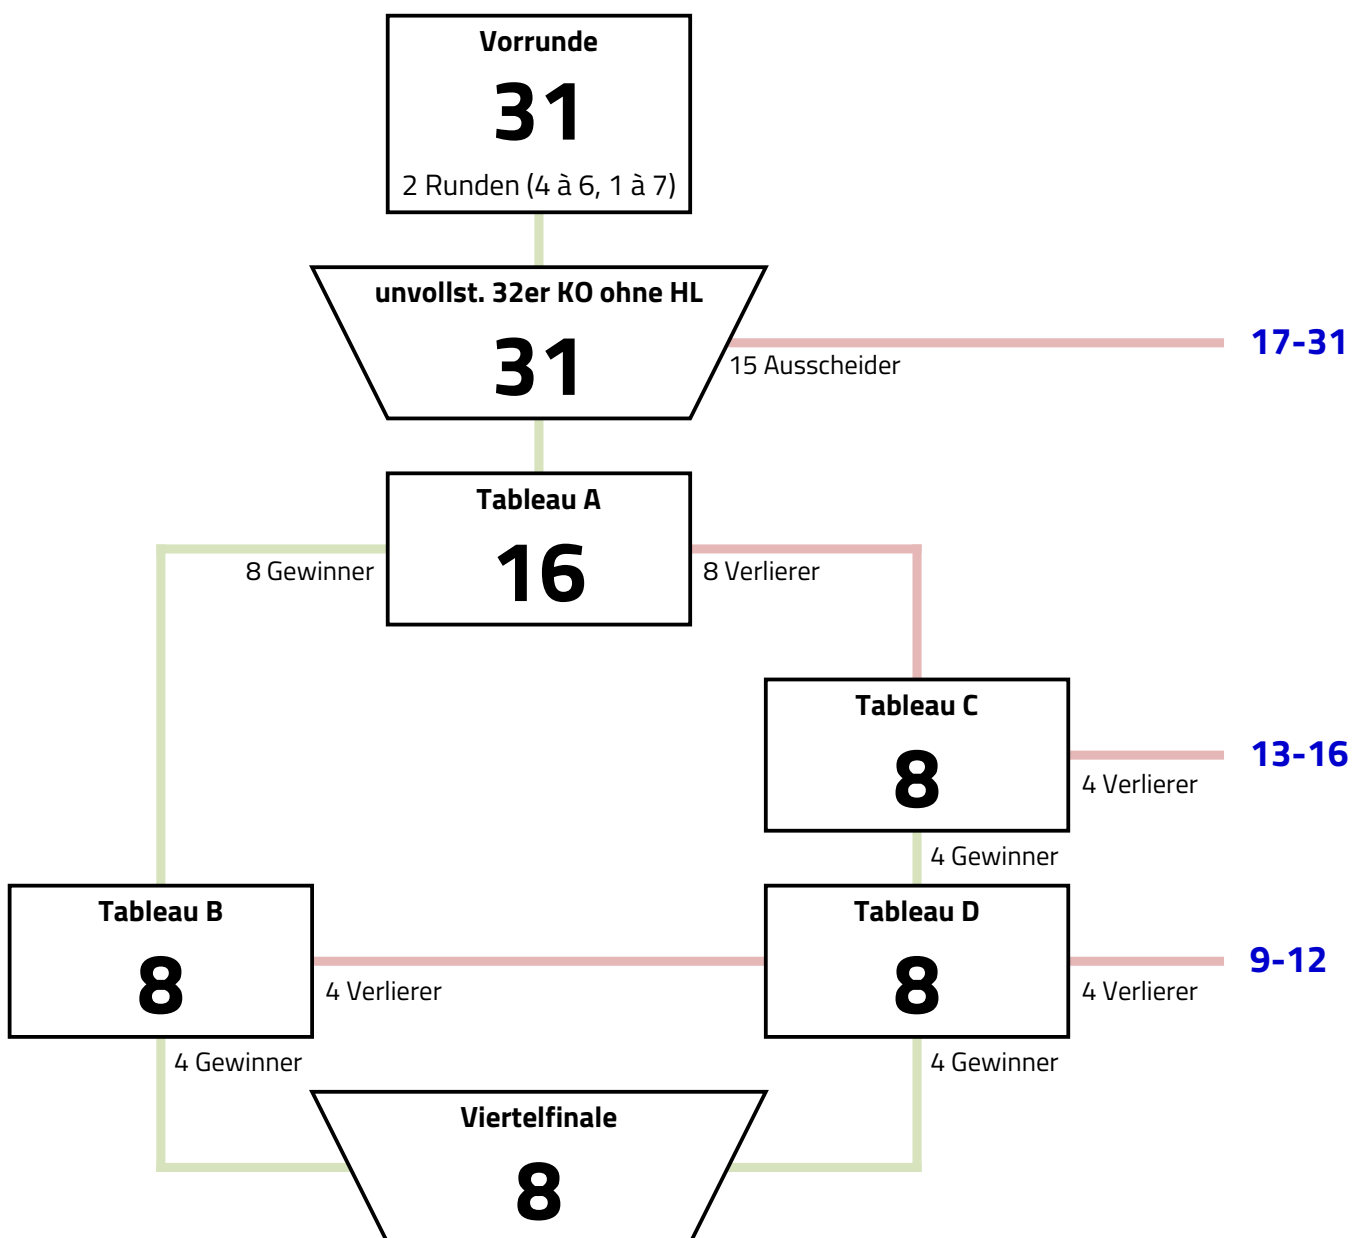 Vorrunde
31
2 Runden (4 à 6, 1 à 7)
unvollst. 32er KO ohne HL
31
15 Ausscheider
17-31
Tableau A
16
8 Gewinner
8 Verlierer
Tableau C
8
4 Verlierer
13-16
4 Gewinner
Tableau B
8
4 Verlierer
4 Gewinner
Tableau D
8
4 Verlierer
9-12
4 Gewinner
Viertelfinale
8